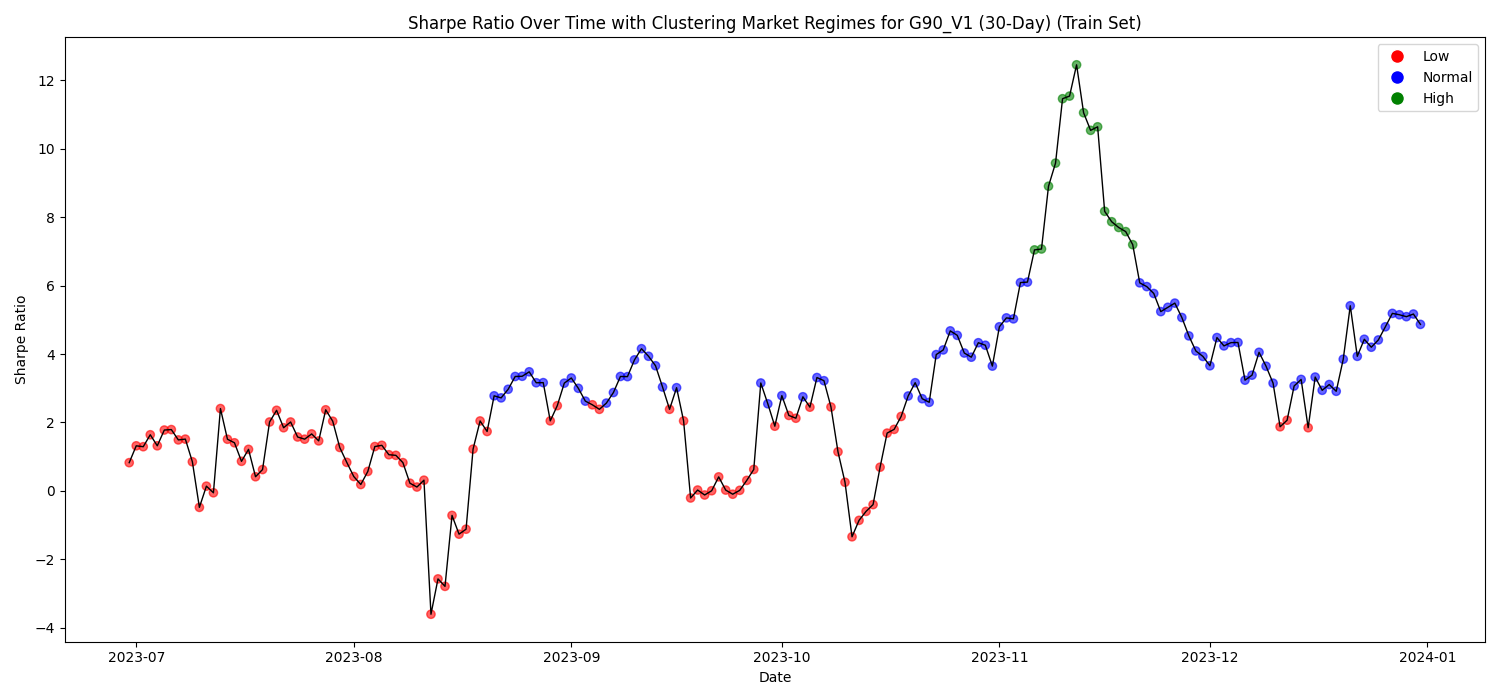 Sharpe Ratio Over Time with Clustering Market Regimes for G90_V1 (30-Day) (Train Set)
Low
Normal
High
Sharpe Ratio
12
10
8
6
4
2
0
−2
−4
2023-07
2023-08
2023-09
2023-10
2023-11
2023-12
2024-01
Date